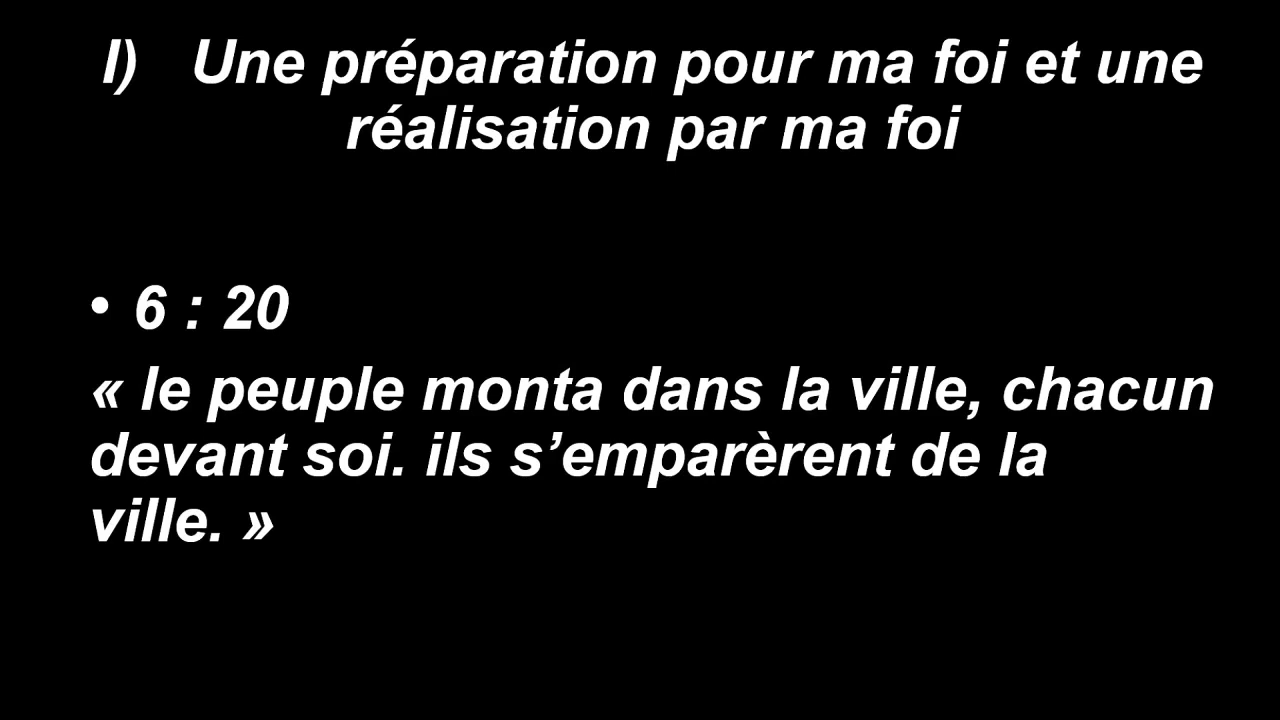 I) Une préparation pour ma foi et une
réalisation par ma foi
• 6 : 20
« le peuple monta dans la ville, chacun
devant soi. ils s’emparèrent de la
ville. »